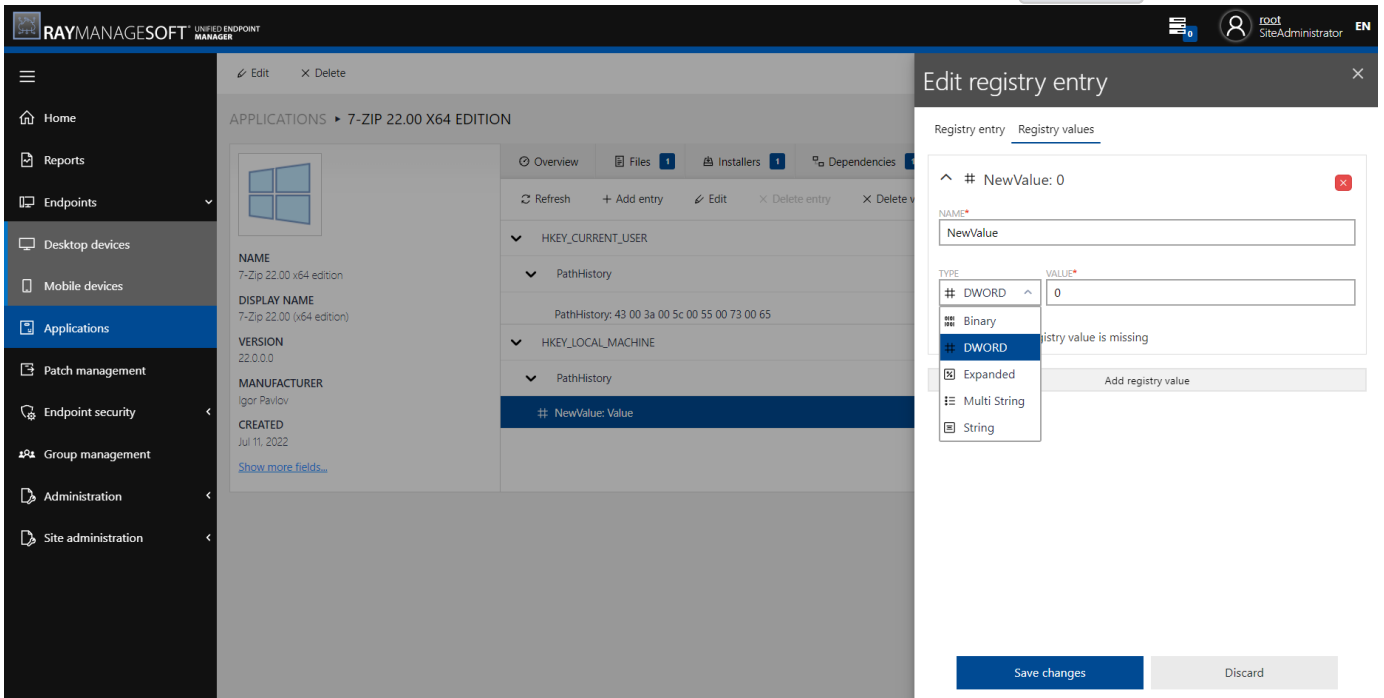 RAYMANAGESOFT UNIFIED ENDPOINT MANAGER
0
root
SiteAdministrator
EN
Home
Reports
Endpoints
Desktop devices
Mobile devices
Applications
Patch management
Endpoint security
Group management
Administration
Site administration
Edit Delete
APPLICATIONS 7-ZIP 22.00 X64 EDITION
NAME
7-Zip 22.00 x64 edition
DISPLAY NAME
7-Zip 22.00 (x64 edition)
VERSION
22.0.0.0
MANUFACTURER
Igor Pavlov
CREATED
Jul 11, 2022
Show more fields...
Overview Files 1 Installers 1 Dependencies
Refresh + Add entry Edit Delete entry Delete v
HKEY_CURRENT_USER
PathHistory
PathHistory: 43 00 3a 00 5c 00 55 00 73 00 65
HKEY_LOCAL_MACHINE
PathHistory
# NewValue: Value
Edit registry entry
Registry entry Registry values
# NewValue: 0
NAME*
NewValue
TYPE VALUE*
# DWORD 0
Binary
# DWORD
Expanded
Multi String
String
istry value is missing
Add registry value
Save changes Discard